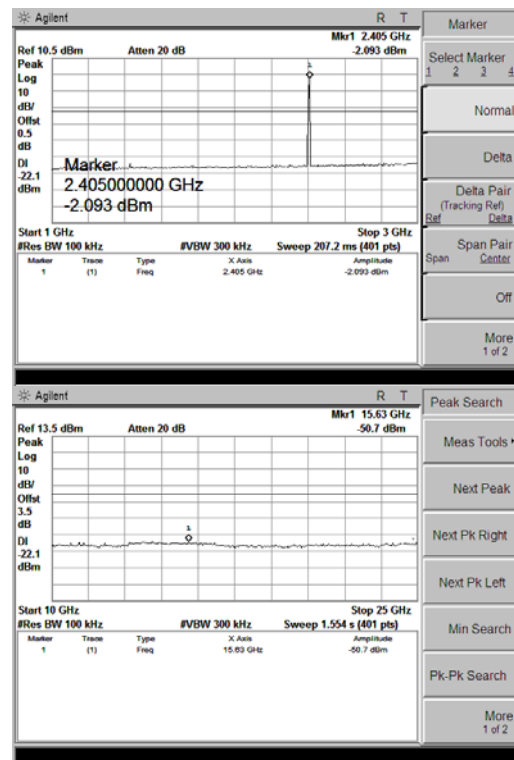 Agilent R T
Mkr1 2.405 GHz
Ref 10.5 dBm Atten 20 dB -2.093 dBm
Peak
Log
10
dB/
Offst
0.5
dB
DI
-22.1
dBm
1
Marker
2.405000000 GHz
-2.093 dBm
Start 1 GHz Stop 3 GHz
#Res BW 100 kHz #VBW 300 kHz Sweep 207.2 ms (401 pts)
Marker Trace Type X Axis Amplitude
1 (1) Freq 2.405 GHz -2.093 dBm
Marker
Select Marker
1 2 3 4
Normal
Delta
Delta Pair
(Tracking Ref)
Ref Delta
Span Pair
Span Center
Off
More
1 of 2
Agilent R T
Mkr1 15.63 GHz
Ref 13.5 dBm Atten 20 dB -50.7 dBm
Peak
Log
10
dB/
Offst
3.5
dB
DI
-22.1
dBm
1
Start 10 GHz Stop 25 GHz
#Res BW 100 kHz #VBW 300 kHz Sweep 1.554 s (401 pts)
Marker Trace Type X Axis Amplitude
1 (1) Freq 15.63 GHz -50.7 dBm
Peak Search
Meas Tools
Next Peak
Next Pk Right
Next Pk Left
Min Search
Pk-Pk Search
More
1 of 2